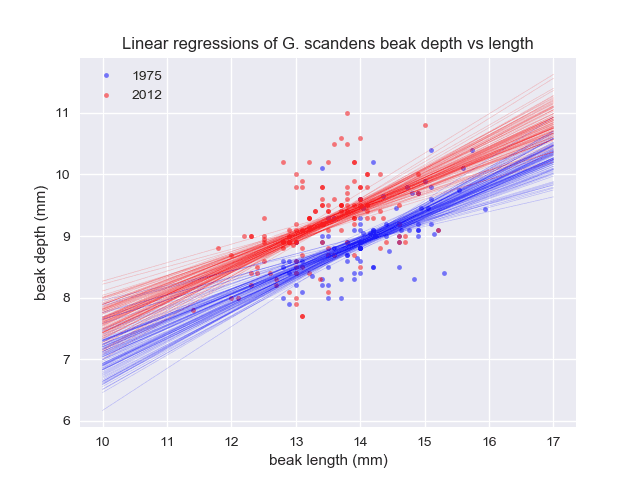 Linear regressions of G. scandens beak depth vs length
1975
2012
11
10
9
8
7
6
beak depth (mm)
10 11 12 13 14 15 16 17
beak length (mm)